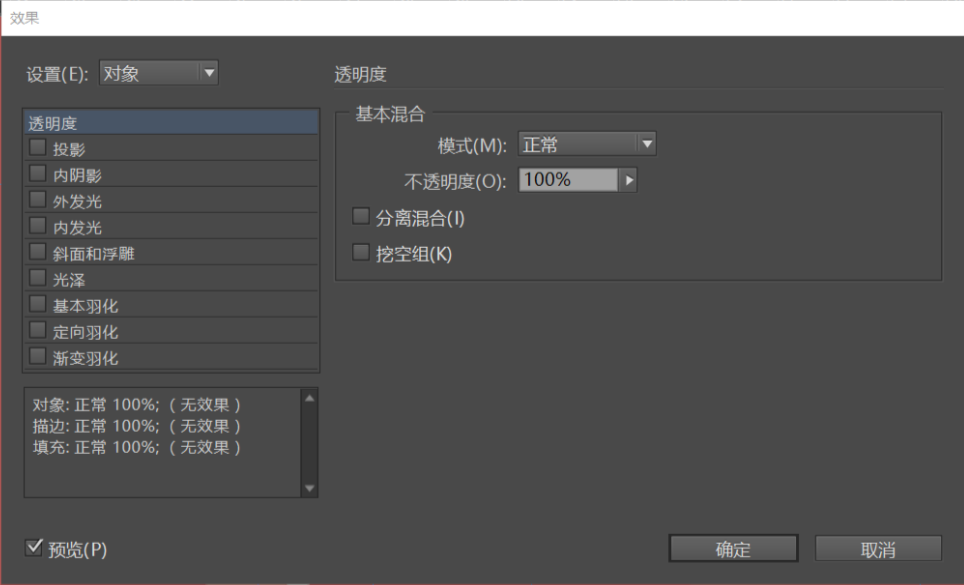 效果
设置(E): 对象
透明度
投影
内阴影
外发光
内发光
斜面和浮雕
光泽
基本羽化
定向羽化
渐变羽化
对象: 正常 100%; ( 无效果 )
描边: 正常 100%; ( 无效果 )
填充: 正常 100%; ( 无效果 )
预览(P)
透明度
基本混合
模式(M): 正常
不透明度(O): 100%
分离混合(I)
挖空组(K)
确定
取消